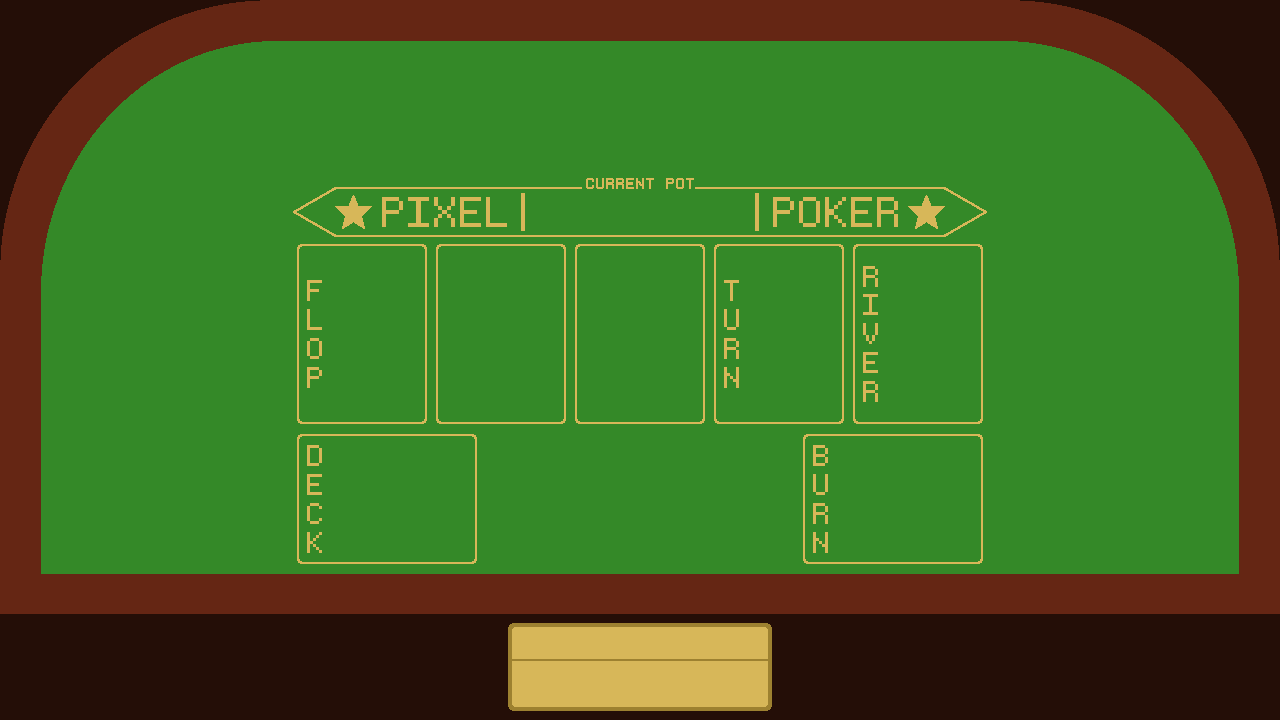 CURRENT POT
★PIXEL| |POKER★
FLOP
TURN
RIVER
DECK
BURN